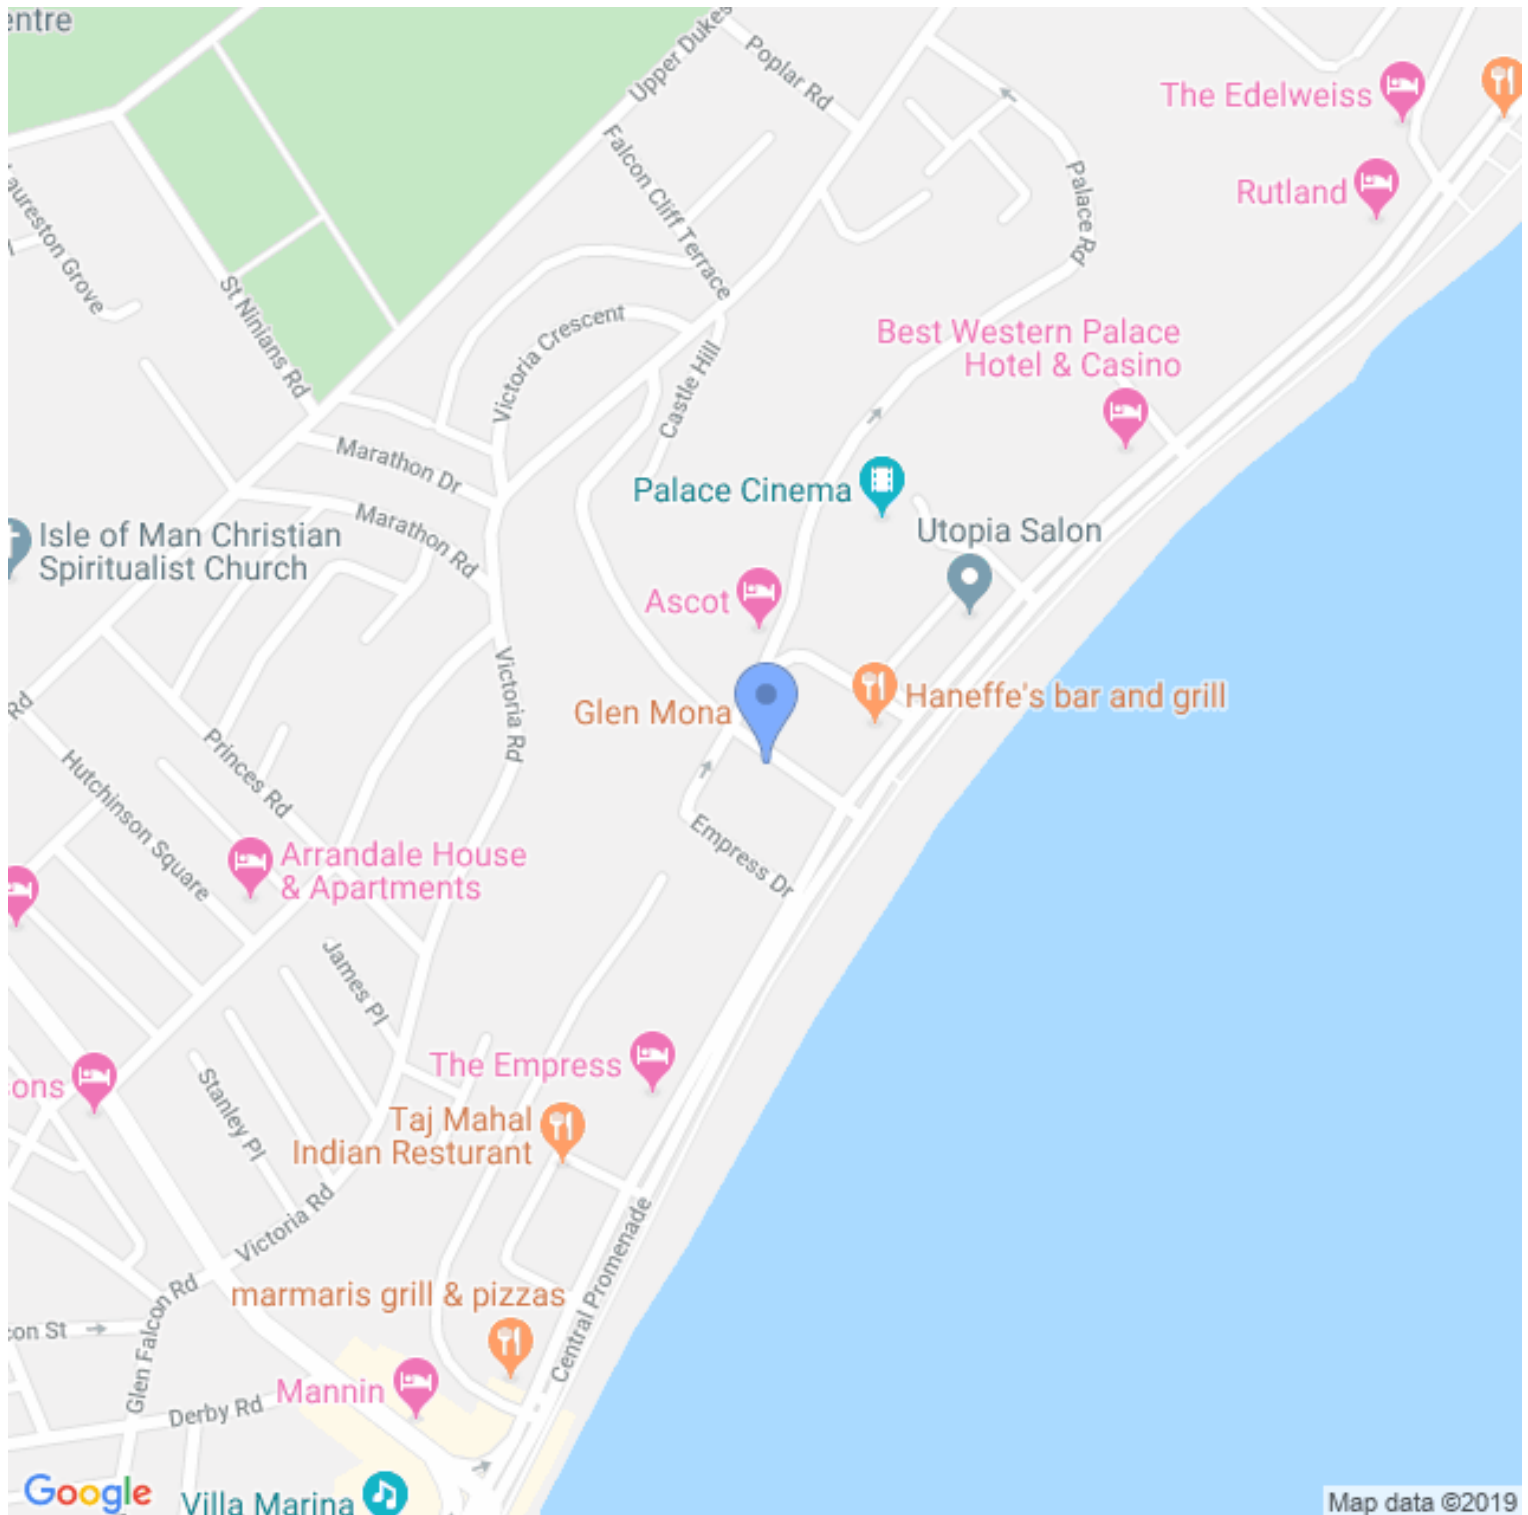 entre
Upper Dukes
Poplar Rd
The Edelweiss
Falcon Cliff Terrace
Palace Rd
Rutland
Laureston Grove
St Ninians Rd
Victoria Crescent
Castle Hill
Best Western Palace
Hotel & Casino
Marathon Dr
Palace Cinema
Marathon Rd
Utopia Salon
Isle of Man Christian
Spiritualist Church
Ascot
Victoria Rd
Rd
Glen Mona
Haneffe's bar and grill
Princes Rd
Hutchinson Square
Empress Dr
Arrandale House
& Apartments
James Pl
The Empress
sons
Stanley Pl
Taj Mahal
Indian Resturant
Victoria Rd
Central Promenade
marmaris grill & pizzas
con St
Glen Falcon Rd
Mannin
Derby Rd
Google
Villa Marina
Map data ©2019